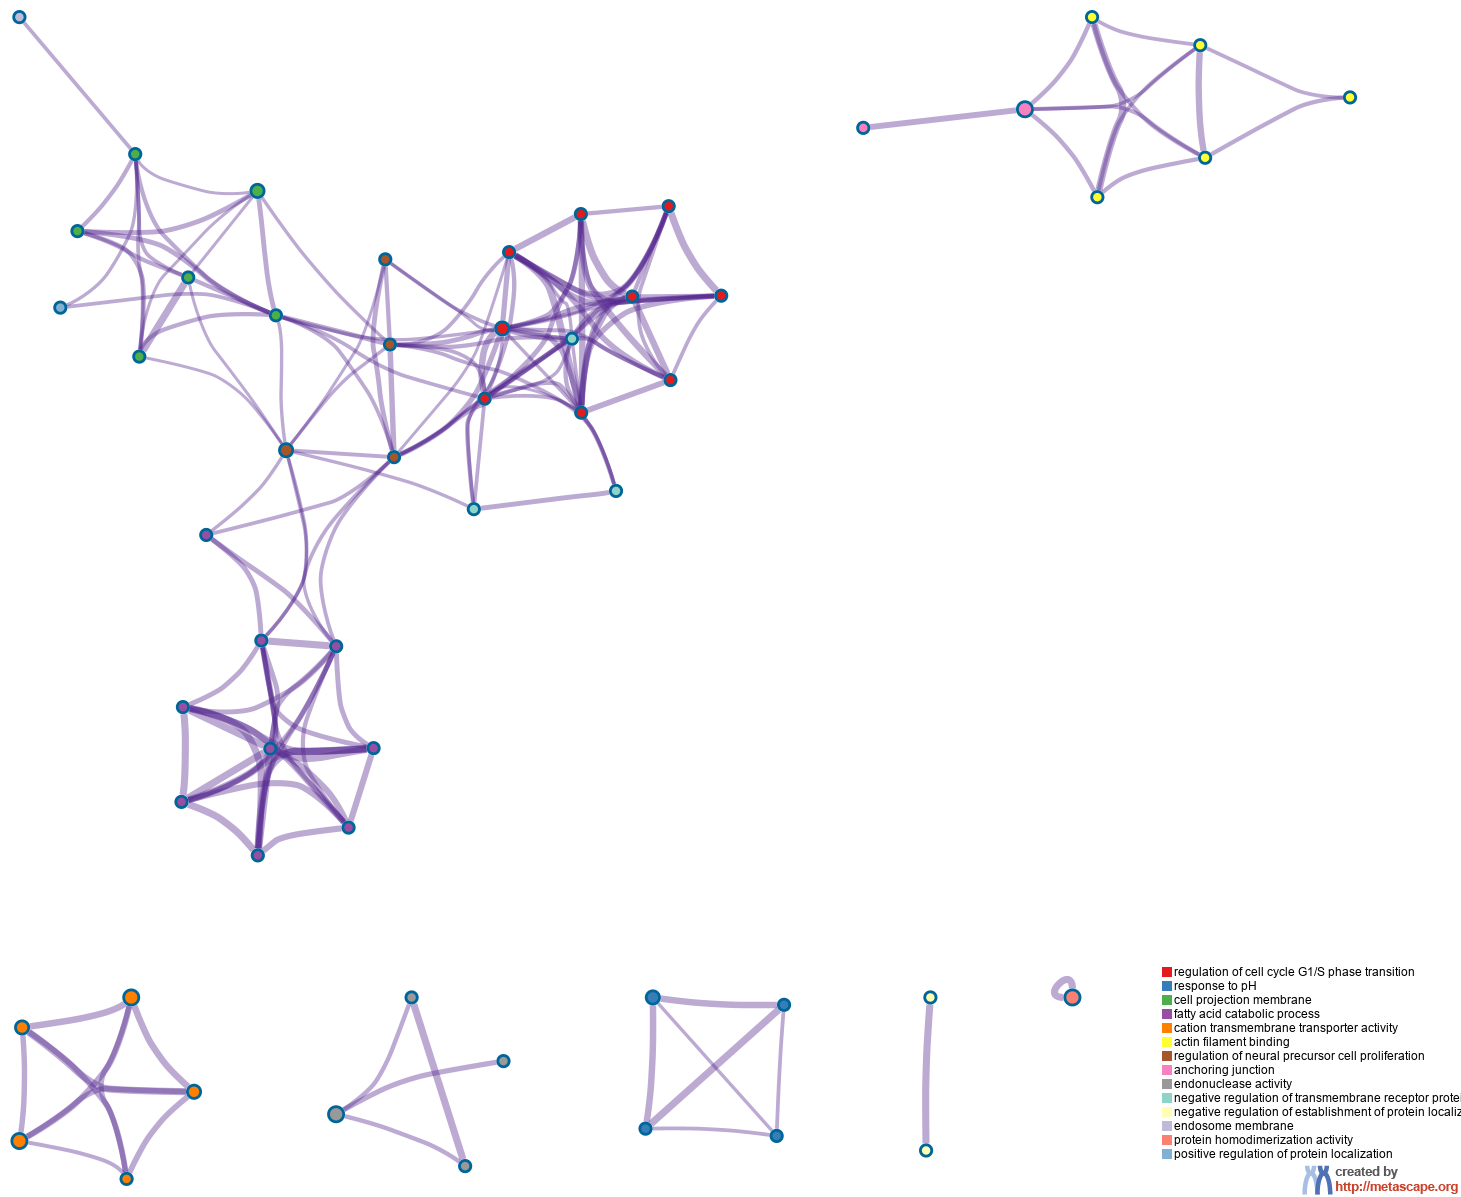 regulation of cell cycle G1/S phase transition
response to pH
cell projection membrane
fatty acid catabolic process
cation transmembrane transporter activity
actin filament binding
regulation of neural precursor cell proliferation
anchoring junction
endonuclease activity
negative regulation of transmembrane receptor prote
negative regulation of establishment of protein localiz
endosome membrane
protein homodimerization activity
positive regulation of protein localization
created by
http://metascape.org